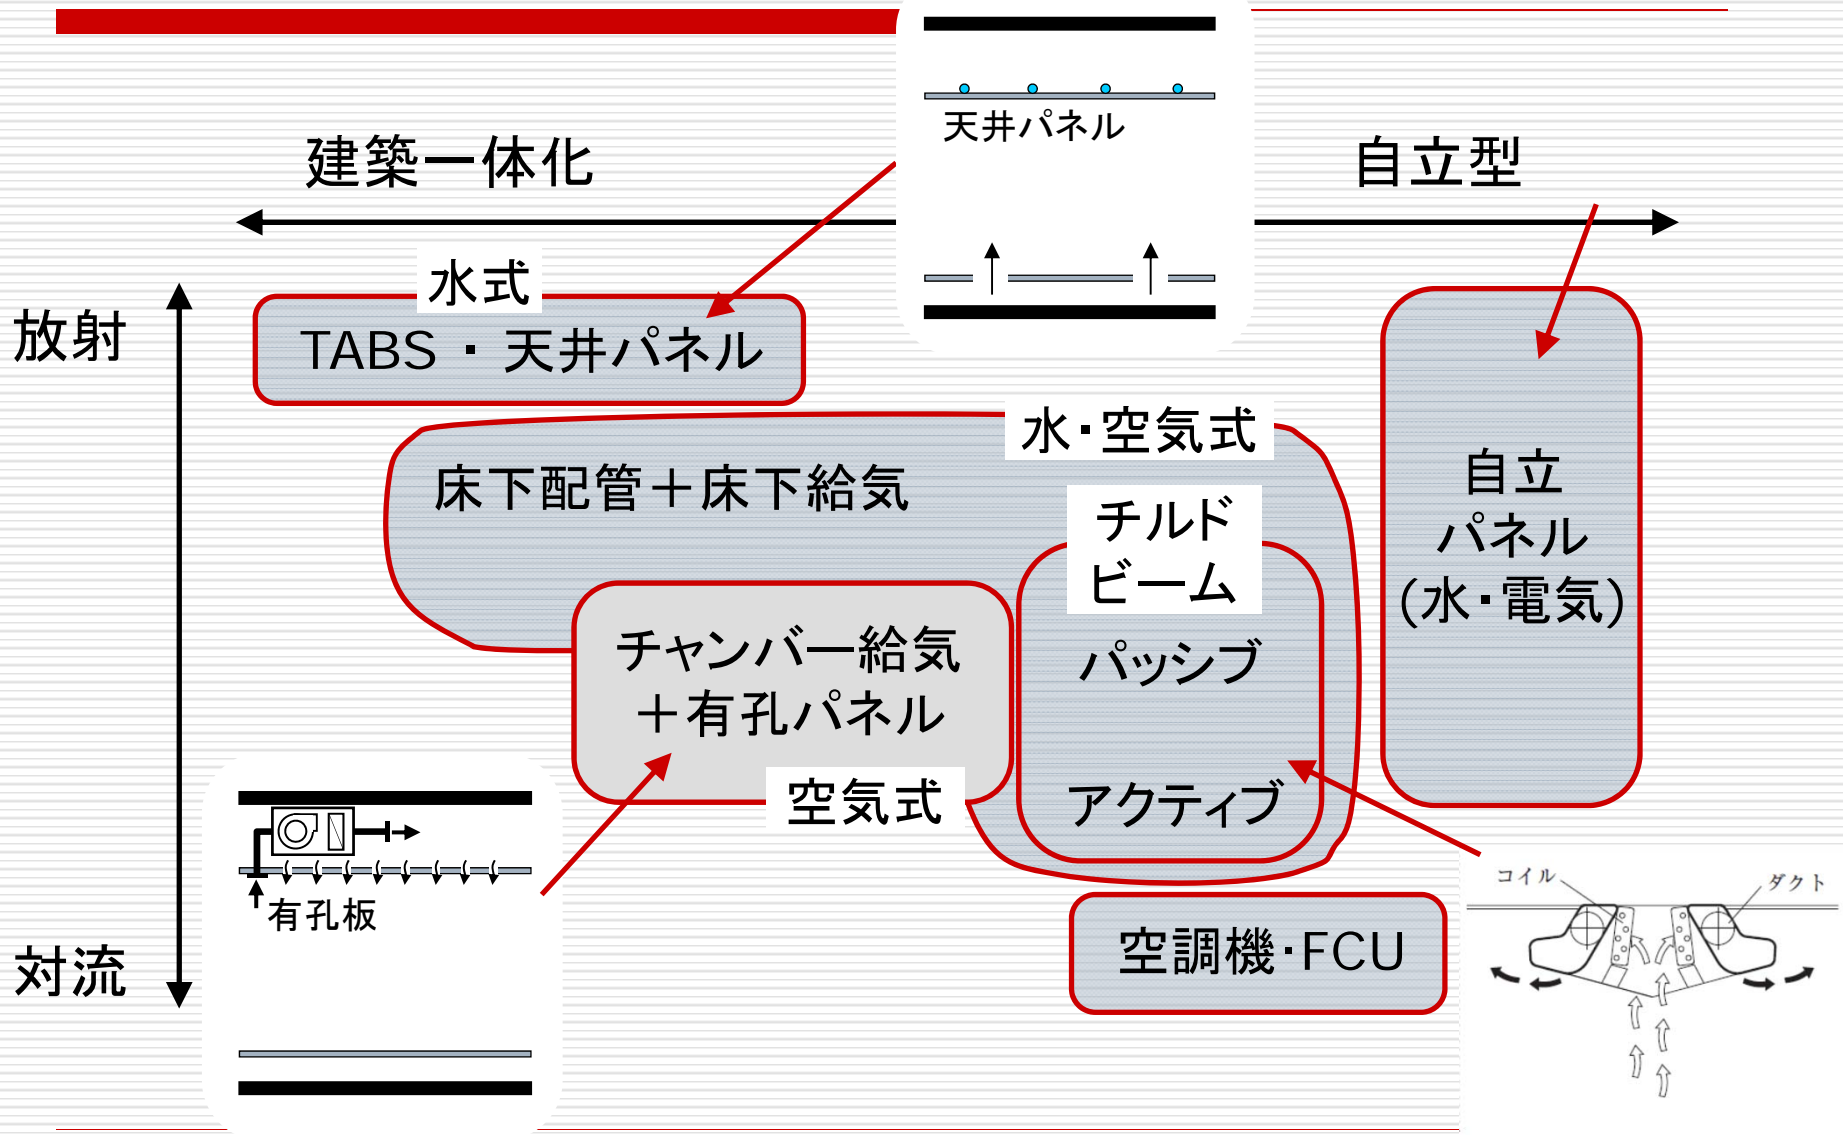 天井パネル
建築一体化
自立型
水式
放射
TABS ・ 天井パネル
水・空気式
床下配管＋床下給気
チルド
ビーム
自立
パネル
(水・電気)
チャンバー給気
＋有孔パネル
パッシブ
空気式
アクティブ
有孔板
コイル
ダクト
対流
空調機・FCU